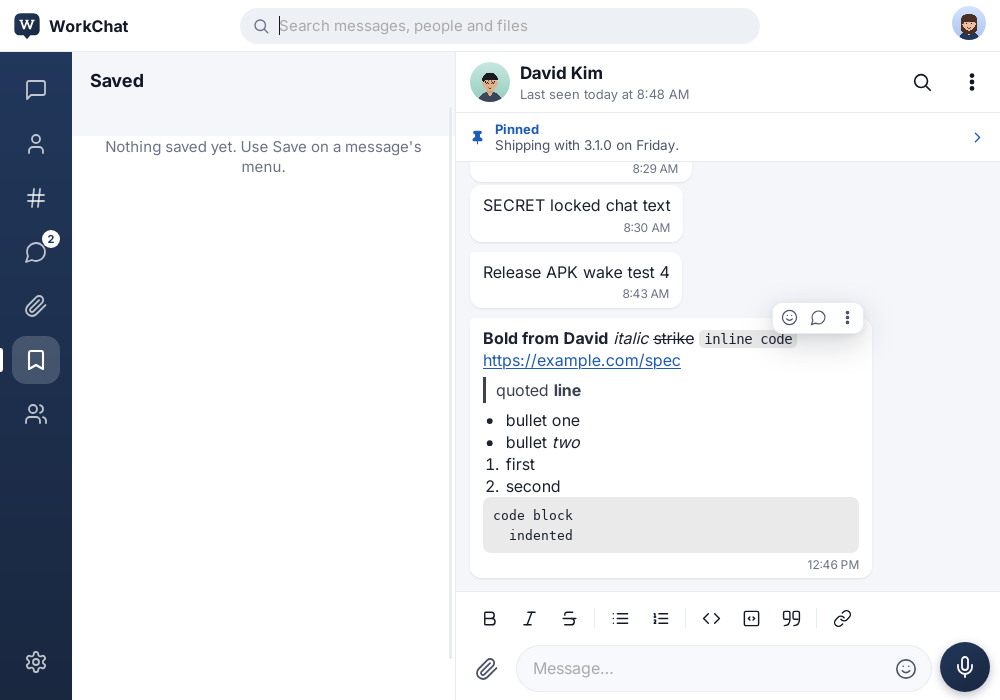 WorkChat
Search messages, people and files
Saved
Nothing saved yet. Use Save on a message's
menu.
2
David Kim
Last seen today at 8:48 AM
Pinned
Shipping with 3.1.0 on Friday.
8:29 AM
SECRET locked chat text
8:30 AM
Release APK wake test 4
8:43 AM
Bold from David italic strike inline code
https://example.com/spec
quoted line
• bullet one
• bullet two
1. first
2. second
code block
  indented
12:46 PM
Message...